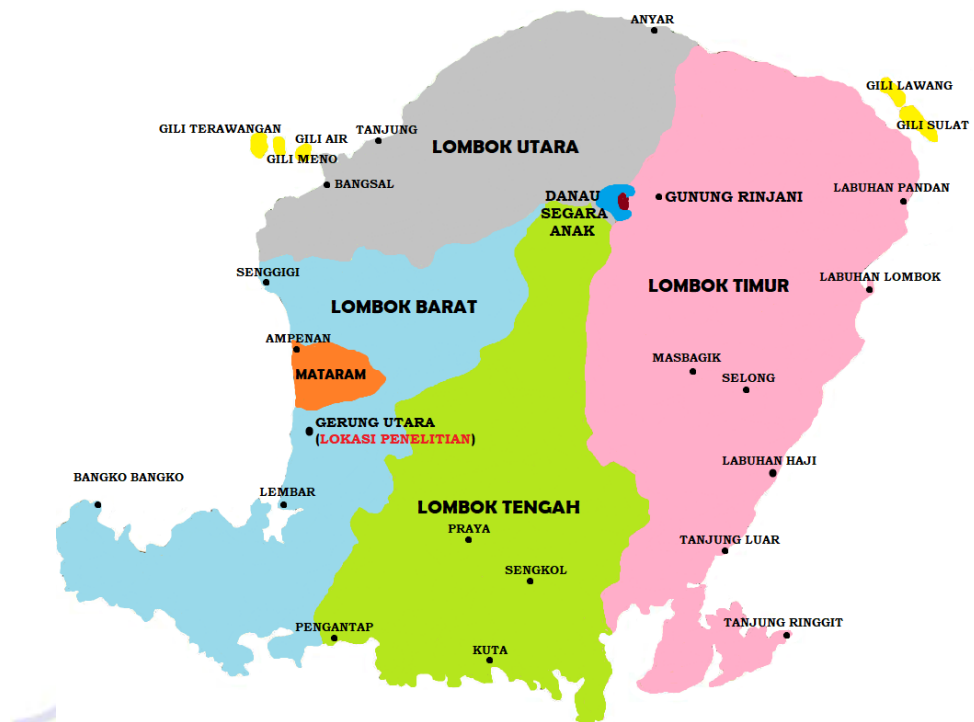 ANYAR
GILI LAWANG
GILI SULAT
GILI TERAWANGAN
GILI AIR
TANJUNG
GILI MENO
LOMBOK UTARA
BANGSAL
DANAU
SEGARA
ANAK
GUNUNG RINJANI
LABUHAN PANDAN
SENGGIGI
LOMBOK BARAT
LOMBOK TIMUR
LABUHAN LOMBOK
AMPENAN
MATARAM
MASBAGIK
SELONG
GERUNG UTARA
(LOKASI PENELITIAN)
LABUHAN HAJI
BANGKO BANGKO
LEMBAR
LOMBOK TENGAH
PRAYA
TANJUNG LUAR
SENGKOL
PENGANTAP
TANJUNG RINGGIT
KUTA